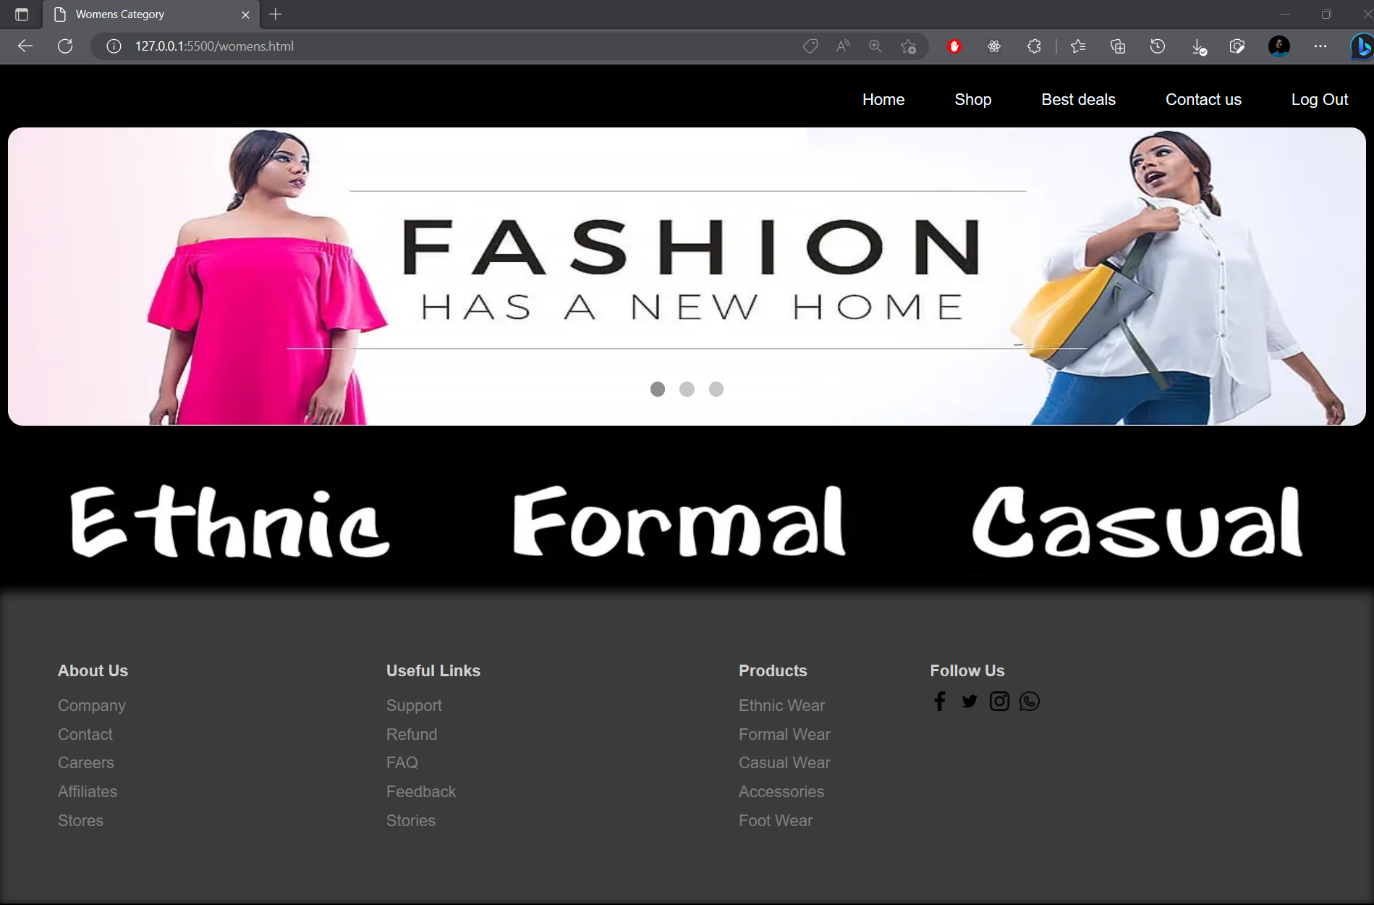 Womens Category
127.0.0.1:5500/womens.html
Home Shop Best deals Contact us Log Out
FASHION
HAS A NEW HOME
Ethnic Formal Casual
About Us Useful Links Products Follow Us
Company Support Ethnic Wear
Contact Refund Formal Wear
Careers FAQ Casual Wear
Affiliates Feedback Accessories
Stores Stories Foot Wear